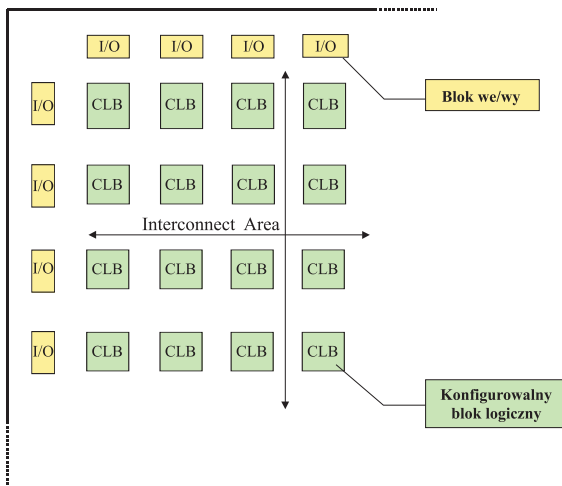 I/O I/O I/O I/O
Blok we/wy
I/O CLB CLB CLB CLB
I/O CLB CLB CLB CLB
Interconnect Area
I/O CLB CLB CLB CLB
I/O CLB CLB CLB CLB
Konfigurowalny
blok logiczny